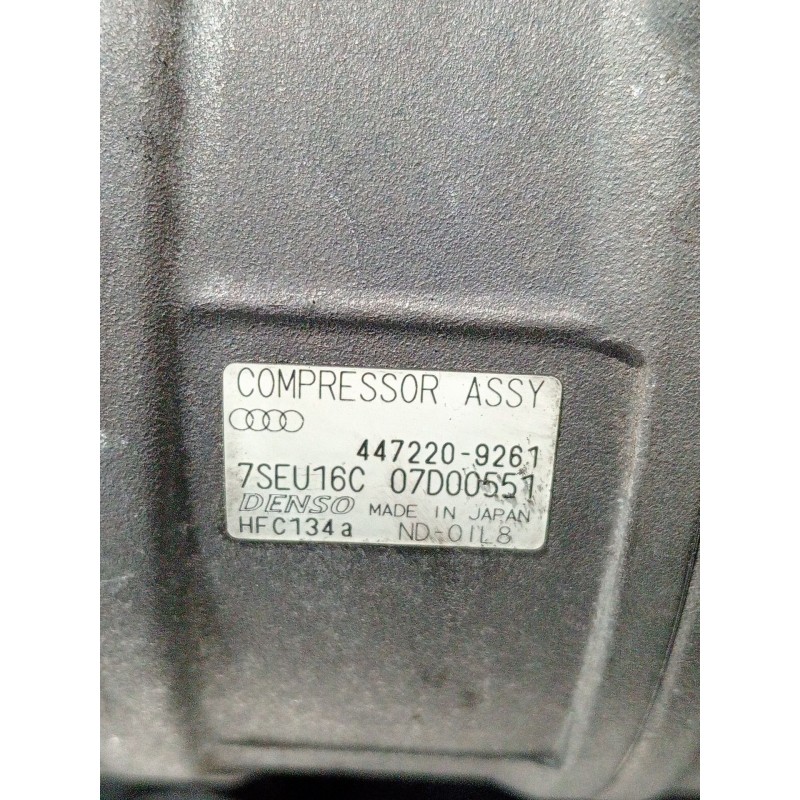 COMPRESSOR ASSY
447220-9261
7SEU16C 07D00551
DENSO MADE IN JAPAN
HFC134a ND-OIL8